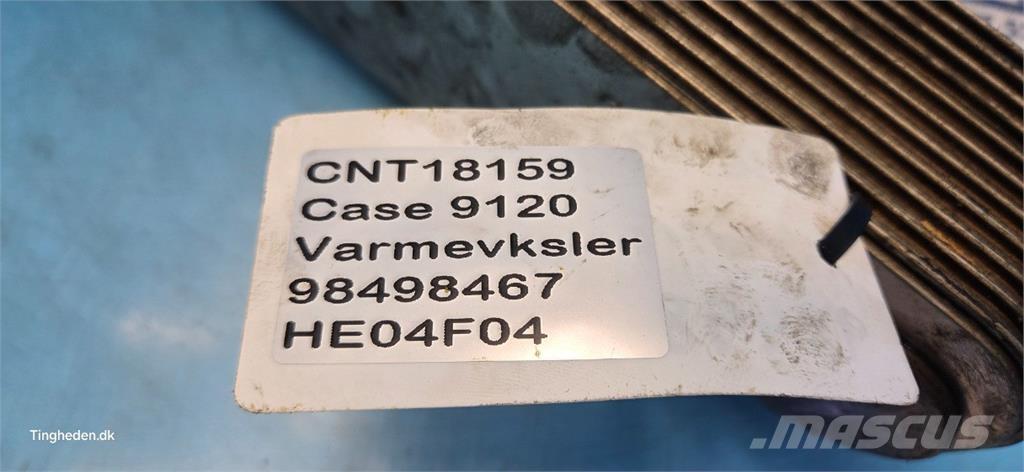 CNT18159
Case 9120
Varmevksler
98498467
HE04F04
Tingheden.dk
MASCUS